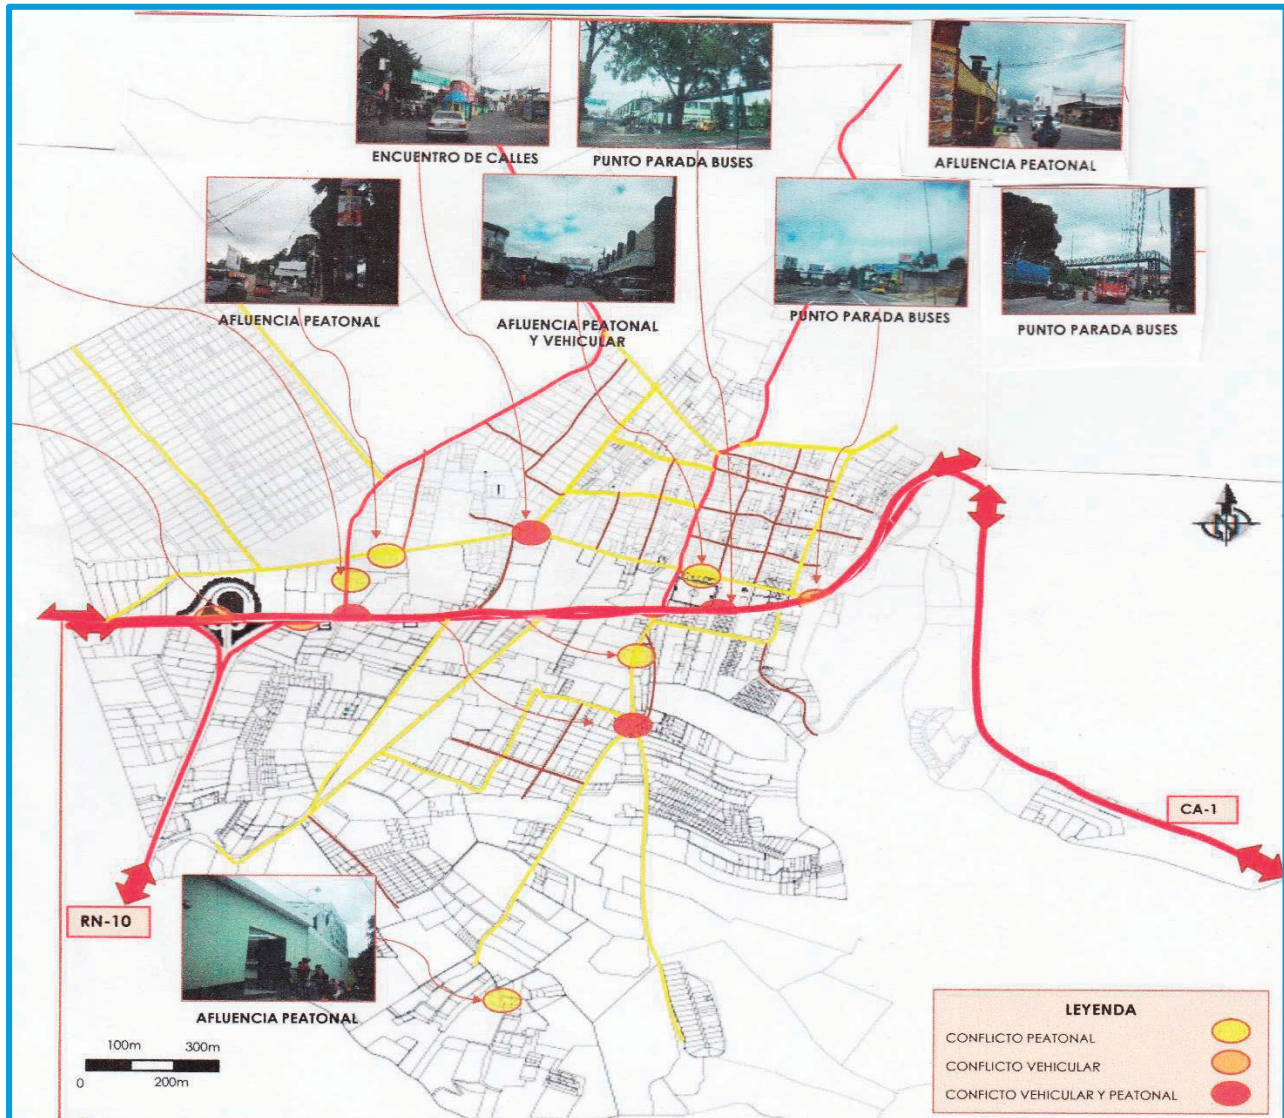 ENCUENTRO DE CALLES
PUNTO PARADA BUSES
AFLUENCIA PEATONAL
AFLUENCIA PEATONAL
AFLUENCIA PEATONAL
Y VEHICULAR
PUNTO PARADA BUSES
PUNTO PARADA BUSES
N
CA-1
RN-10
AFLUENCIA PEATONAL
100m 300m
0 200m
LEYENDA
CONFLICTO PEATONAL
CONFLICTO VEHICULAR
CONFICTO VEHICULAR Y PEATONAL